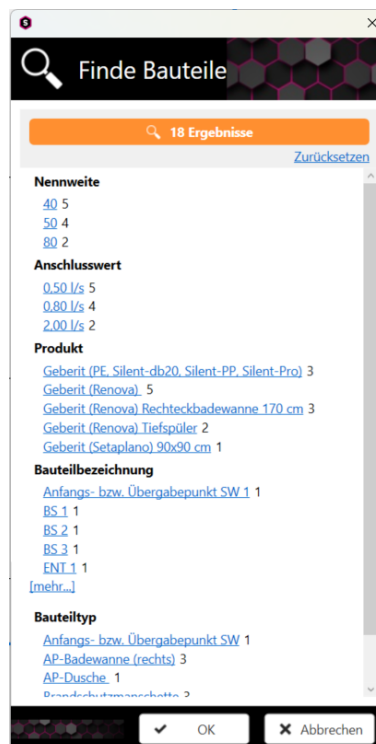 S
Finde Bauteile
18 Ergebnisse
Zurücksetzen
Nennweite
40 5
50 4
80 2
Anschlusswert
0,50 l/s 5
0,80 l/s 4
2,00 l/s 2
Produkt
Geberit (PE, Silent-db20, Silent-PP, Silent-Pro) 3
Geberit (Renova) 5
Geberit (Renova) Rechteckbadewanne 170 cm 3
Geberit (Renova) Tiefspüler 2
Geberit (Setaplano) 90x90 cm 1
Bauteilbezeichnung
Anfangs- bzw. Übergabepunkt SW 1 1
BS 1 1
BS 2 1
BS 3 1
ENT 1 1
[mehr...]
Bauteiltyp
Anfangs- bzw. Übergabepunkt SW 1
AP-Badewanne (rechts) 3
AP-Dusche 1
Brandschutzmanschette 3
OK
Abbrechen